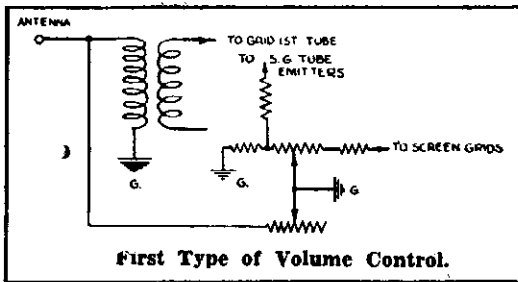 ANTENNA
TO GRID 1ST TUBE
TO S.G TUBE
EMITTERS
TO SCREEN GRIDS
G.
G.
G
First Type of Volume Control.